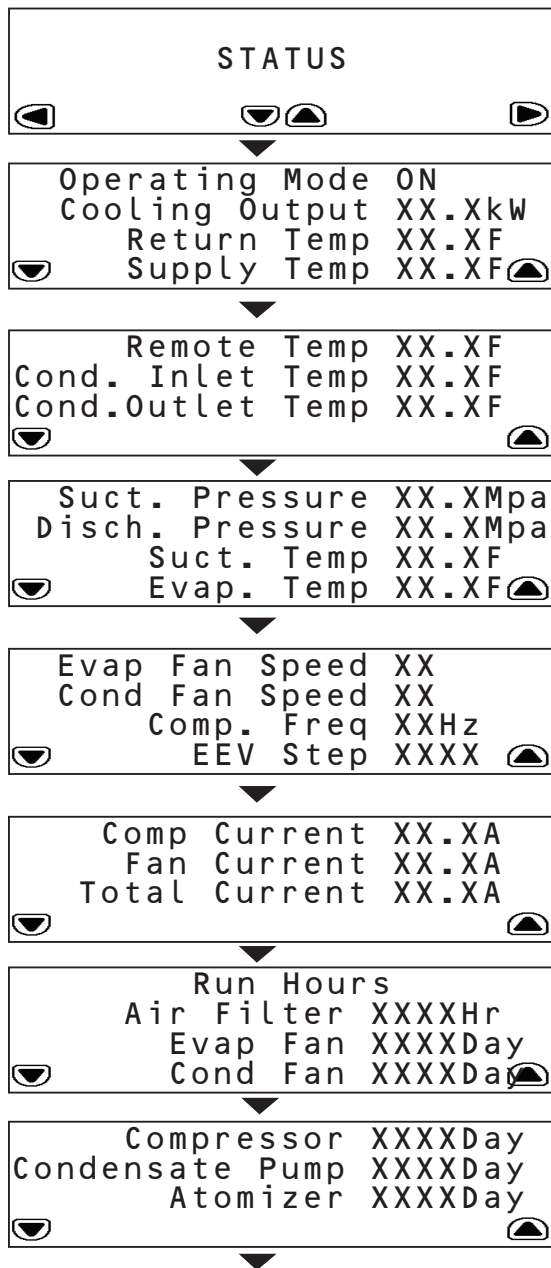 STATUS
Operating Mode ON
Cooling Output XX.XkW
Return Temp XX.XF
Supply Temp XX.XF
Remote Temp XX.XF
Cond. Inlet Temp XX.XF
Cond.Outlet Temp XX.XF
Suct. Pressure XX.XMpa
Disch. Pressure XX.XMpa
Suct. Temp XX.XF
Evap. Temp XX.XF
Evap Fan Speed XX
Cond Fan Speed XX
Comp. Freq XXHz
EEV Step XXXX
Comp Current XX.XA
Fan Current XX.XA
Total Current XX.XA
Run Hours
Air Filter XXXXHr
Evap Fan XXXXDay
Cond Fan XXXXDay
Compressor XXXXDay
Condensate Pump XXXXDay
Atomizer XXXXDay